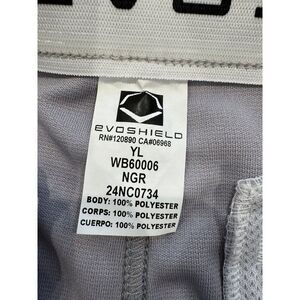 EVOSHIELD
RN#120890 CA#06968
YL
WB60006
NGR
24NC0734
BODY: 100% POLYESTER
CORPS: 100% POLYESTER
CUERPO: 100% POLYESTER